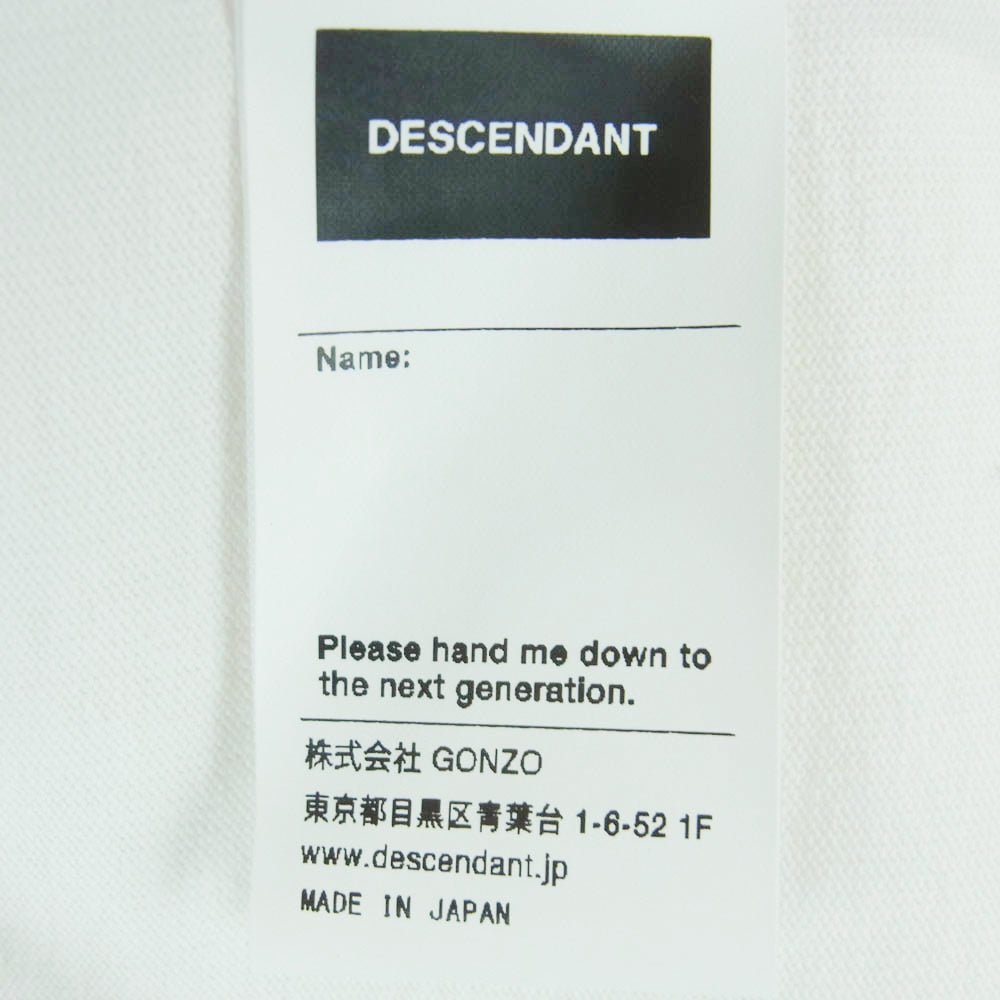 DESCENDANT
Name:
Please hand me down to
the next generation.
株式会社 GONZO
東京都目黒区青葉台 1-6-52 1F
www.descendant.jp
MADE IN JAPAN